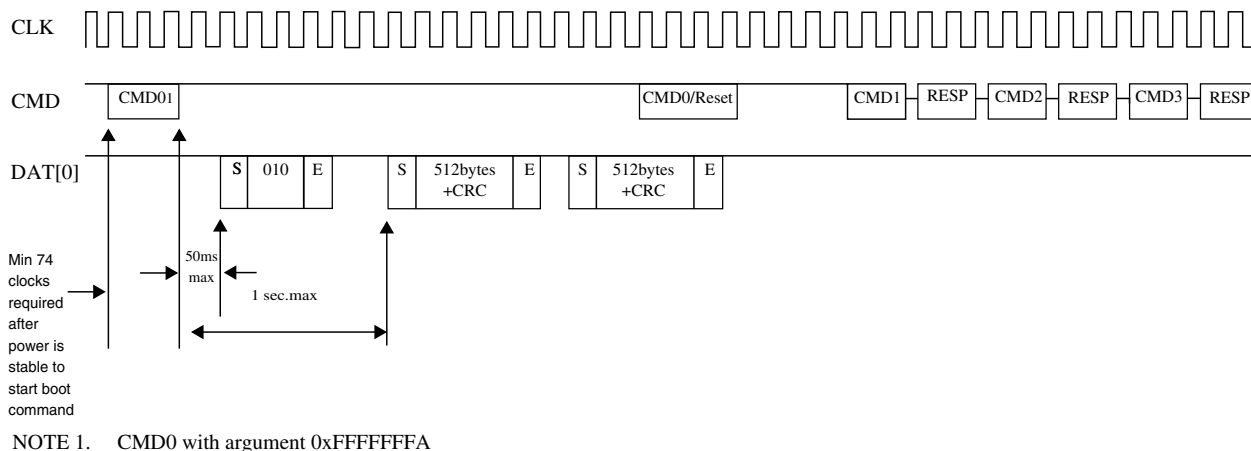 CLK
CMD
CMD01
CMD0/Reset
CMD1
RESP
CMD2
RESP
CMD3
RESP
DAT[0]
S
010
E
S
512bytes
+CRC
E
S
512bytes
+CRC
E
Min 74
clocks
required
after
power is
stable to
start boot
command
50ms
max
1 sec.max
NOTE 1. CMD0 with argument 0xFFFFFFFA